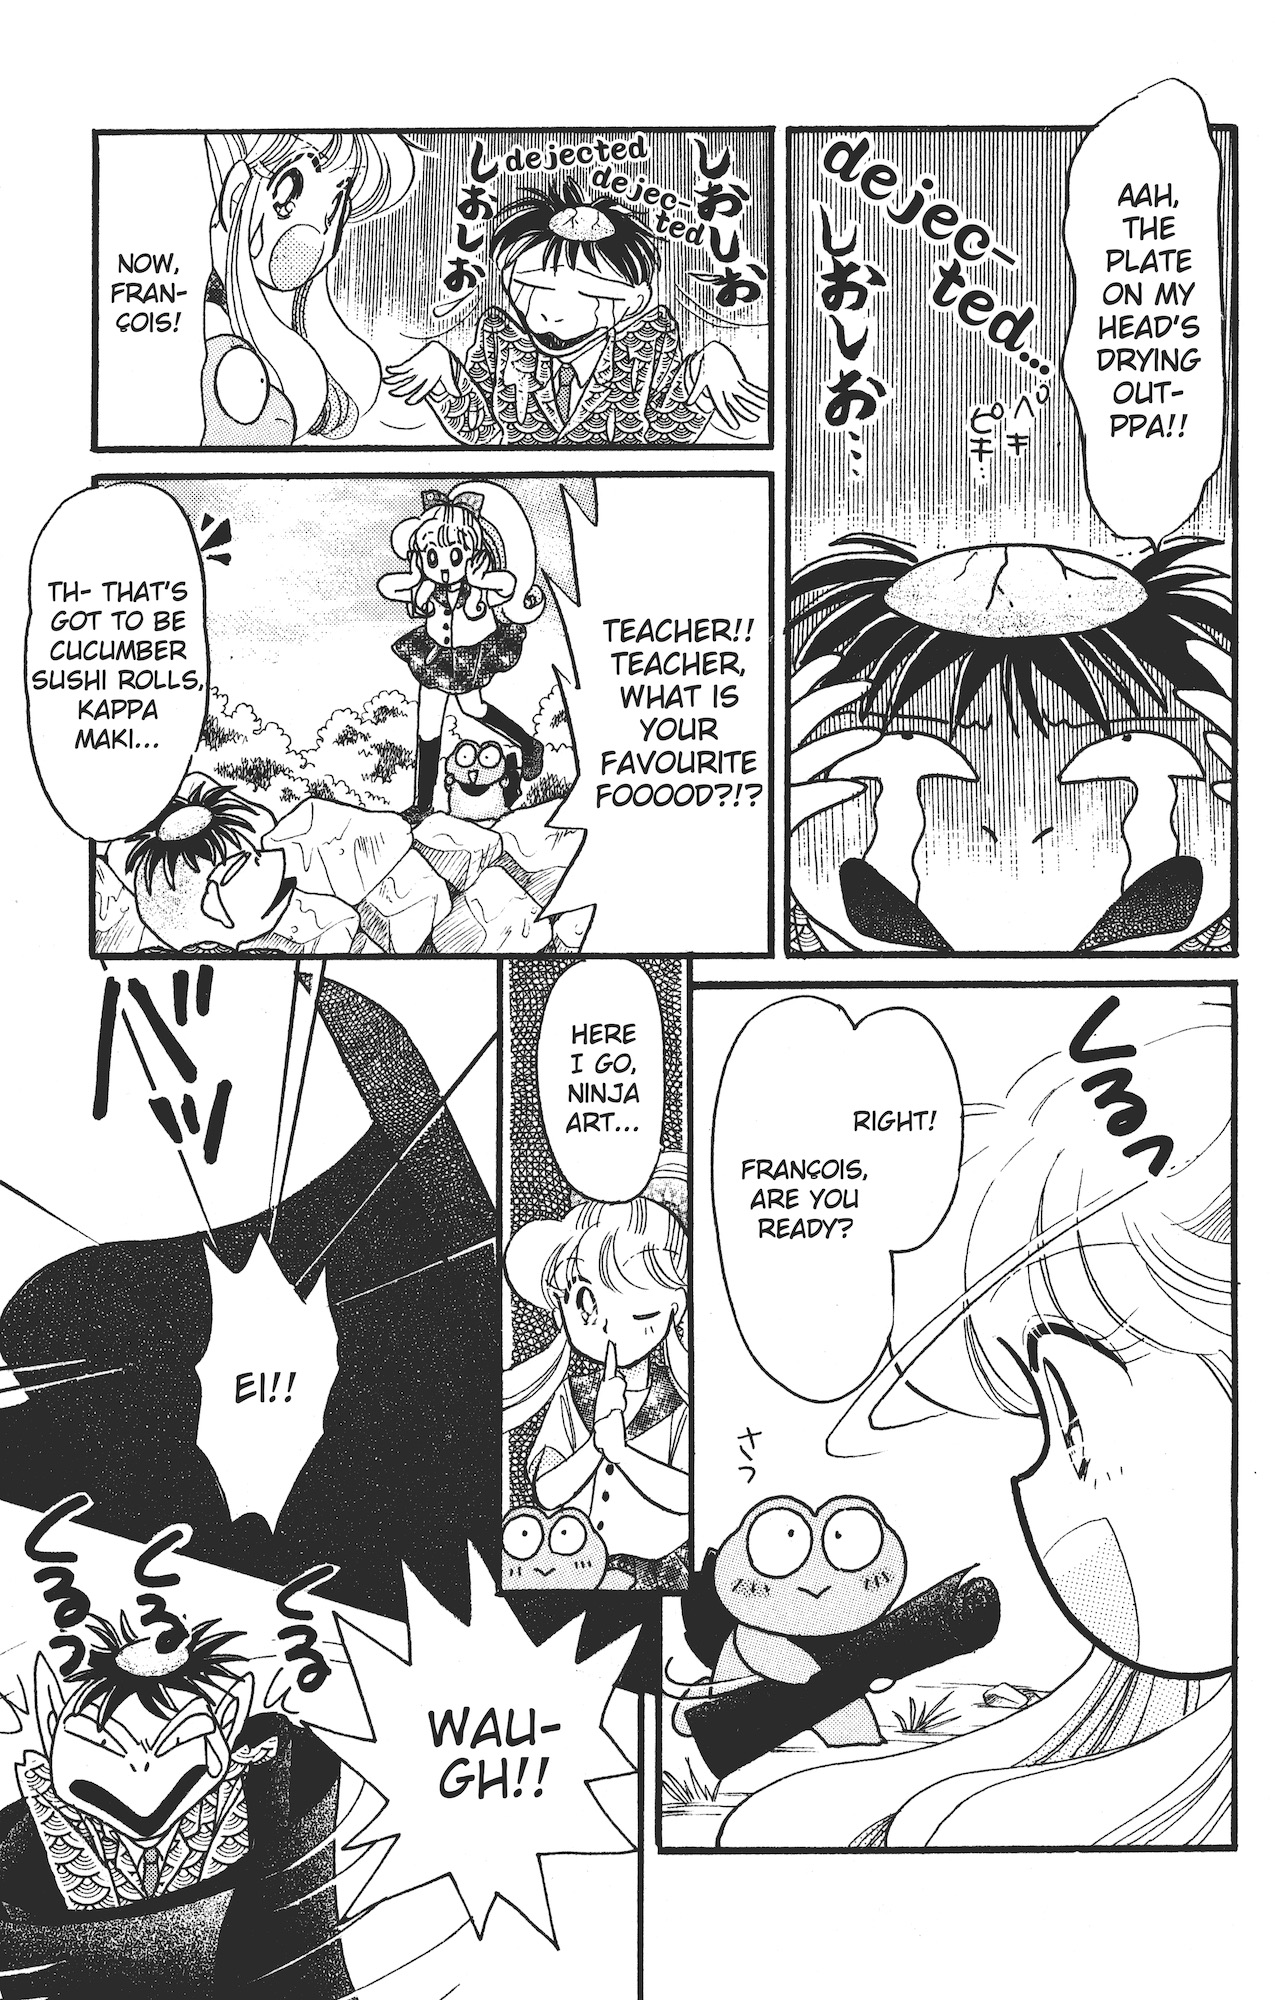 AAH,
THE
PLATE
ON MY
HEAD'S
DRYING
OUT-
PPA!!
dejec-
ted...
しおしお…
ペキ
ピキ…
dejected
dejec-
ted
しおしお
しおしお
NOW,
FRAN-
ÇOIS!
TEACHER!!
TEACHER,
WHAT IS
YOUR
FAVOURITE
FOOOOD?!?
TH- THAT'S
GOT TO BE
CUCUMBER
SUSHI ROLLS,
KAPPA
MAKI...
くるっ
RIGHT!
FRANÇOIS,
ARE YOU
READY?
さっ
HERE
I GO,
NINJA
ART...
バッ
EI!!
WAU-
GH!!
くる
くる
くるっ